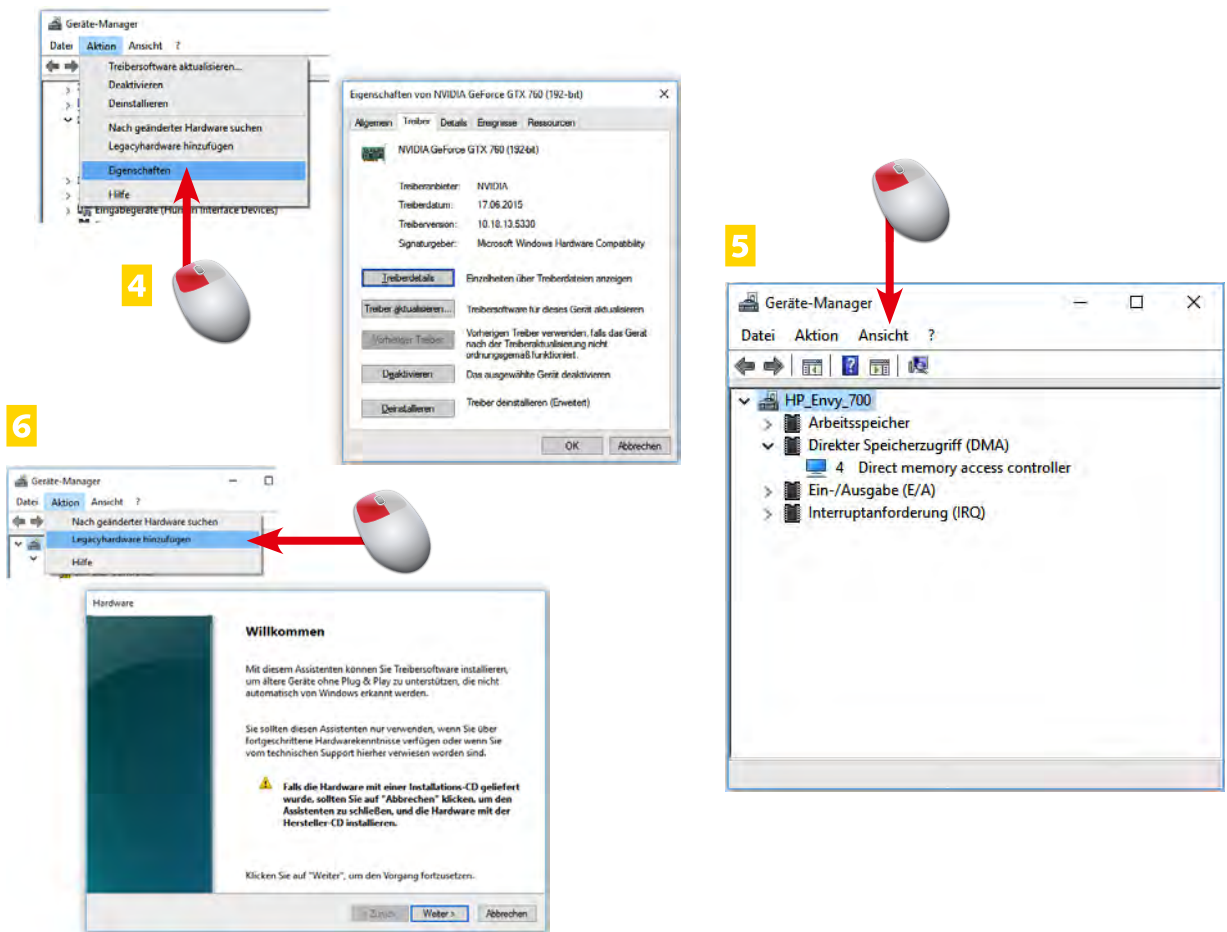 Geräte-Manager
Datei Aktion Ansicht ?
Treibersoftware aktualisieren...
Deaktivieren
Deinstallieren
Nach geänderter Hardware suchen
Legacyhardware hinzufügen
Eigenschaften
Hilfe
Eingabegeräte (Human Interface Devices)
4
Eigenschaften von NVIDIA GeForce GTX 760 (192-bit)
Allgemein Treiber Details Ereignisse Ressourcen
NVIDIA GeForce GTX 760 (192-bit)
Treiberanbieter: NVIDIA
Treiberdatum: 17.06.2015
Treiberversion: 10.18.13.5330
Signaturgeber: Microsoft Windows Hardware Compatibility
Treiberdetails Einzelheiten über Treiberdateien anzeigen
Treiber aktualisieren... Treibersoftware für dieses Gerät aktualisieren
Vorheriger Treiber Vorherigen Treiber verwenden, falls das Gerät
nach der Treiberaktualisierung nicht
ordnungsgemäß funktioniert.
Deaktivieren Das ausgewählte Gerät deaktivieren
Deinstallieren Treiber deinstallieren (Erweitert)
OK Abbrechen
5
Geräte-Manager
Datei Aktion Ansicht ?
HP_Envy_700
Arbeitsspeicher
Direkter Speicherzugriff (DMA)
4 Direct memory access controller
Ein-/Ausgabe (E/A)
Interruptanforderung (IRQ)
6
Geräte-Manager
Datei Aktion Ansicht ?
Nach geänderter Hardware suchen
Legacyhardware hinzufügen
Hilfe
Hardware
Willkommen
Mit diesem Assistenten können Sie Treibersoftware installieren,
um ältere Geräte ohne Plug & Play zu unterstützen, die nicht
automatisch von Windows erkannt werden.
Sie sollten diesen Assistenten nur verwenden, wenn Sie über
fortgeschrittene Hardwarekenntnisse verfügen oder wenn Sie
vom technischen Support hierher verwiesen worden sind.
Falls die Hardware mit einer Installations-CD geliefert
wurde, sollten Sie auf "Abbrechen" klicken, um den
Assistenten zu schließen, und die Hardware mit der
Hersteller-CD installieren.
Klicken Sie auf "Weiter", um den Vorgang fortzusetzen.
< Zurück Weiter > Abbrechen